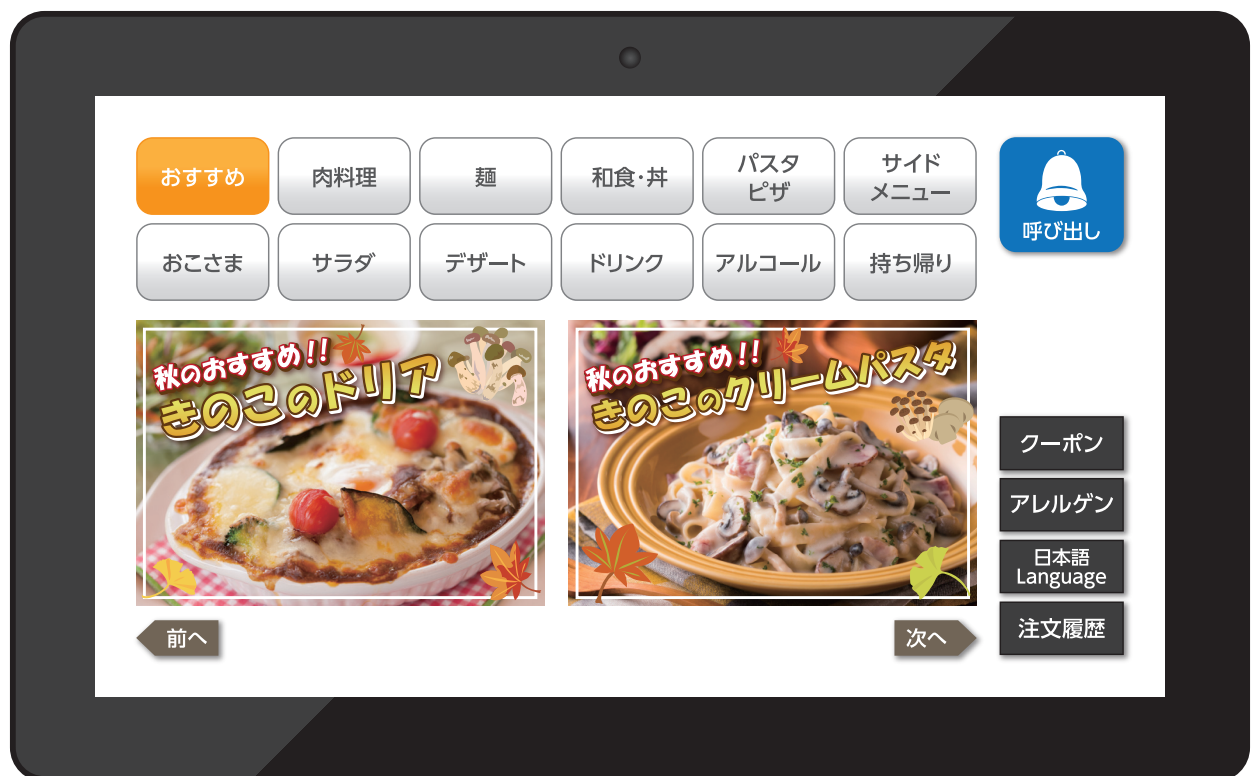 おすすめ
肉料理
麺
和食・丼
パスタ
ピザ
サイド
メニュー
呼び出し
おこさま
サラダ
デザート
ドリンク
アルコール
持ち帰り
秋のおすすめ!!
きのこのドリア
秋のおすすめ!!
きのこのクリームパスタ
クーポン
アレルゲン
日本語
Language
注文履歴
前へ
次へ